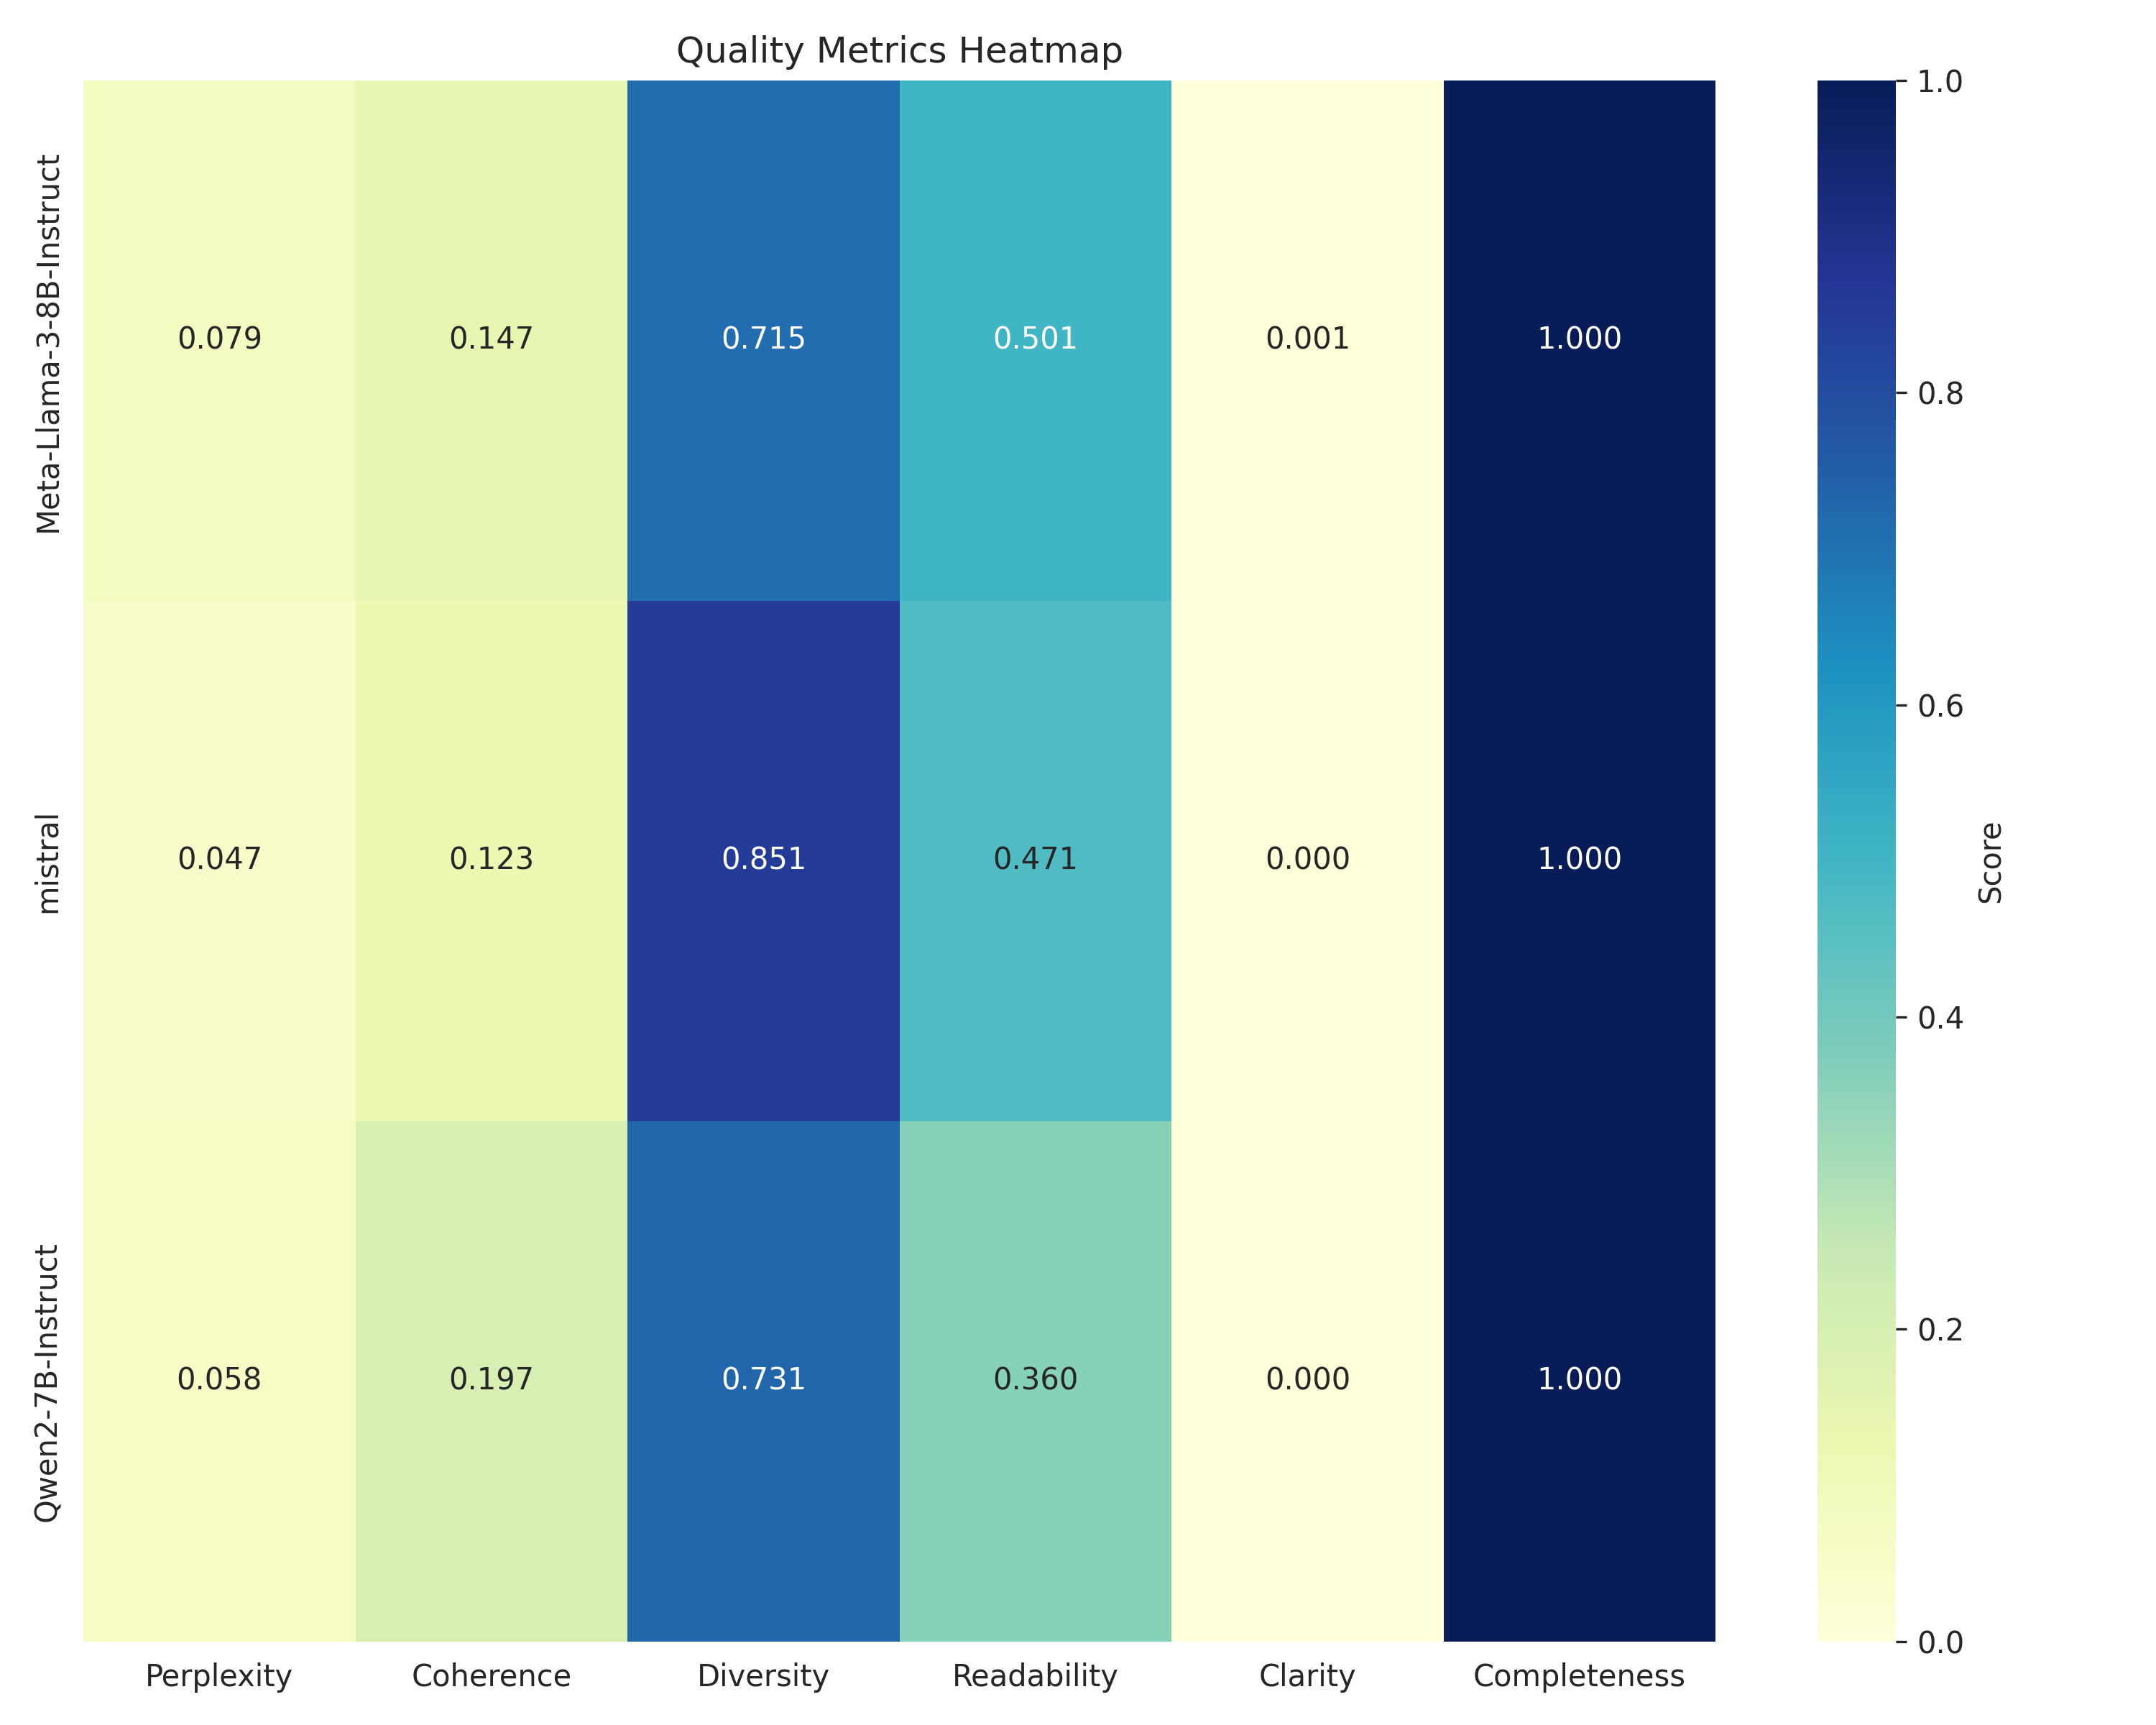 Quality Metrics Heatmap
Meta-Llama-3-8B-Instruct
0.079 0.147 0.715 0.501 0.001 1.000
mistral
0.047 0.123 0.851 0.471 0.000 1.000
Qwen2-7B-Instruct
0.058 0.197 0.731 0.360 0.000 1.000
Perplexity Coherence Diversity Readability Clarity Completeness
1.0
0.8
0.6
0.4
0.2
0.0
Score